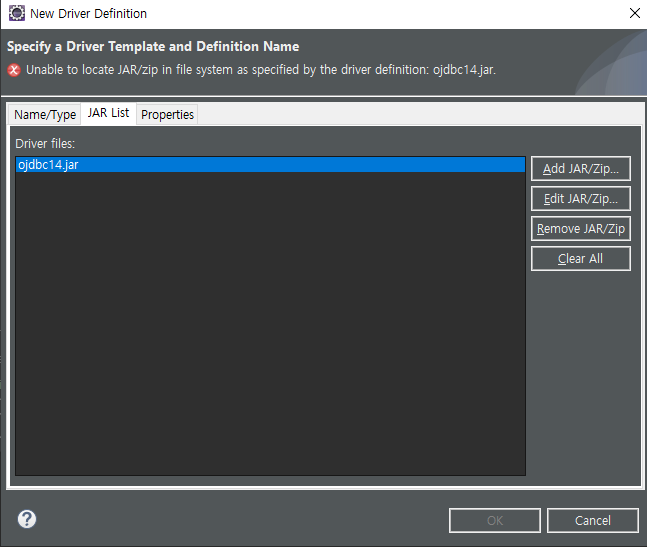 New Driver Definition
Specify a Driver Template and Definition Name
Unable to locate JAR/zip in file system as specified by the driver definition: ojdbc14.jar.
Name/Type JAR List Properties
Driver files:
ojdbc14.jar
Add JAR/Zip...
Edit JAR/Zip...
Remove JAR/Zip
Clear All
?
OK Cancel